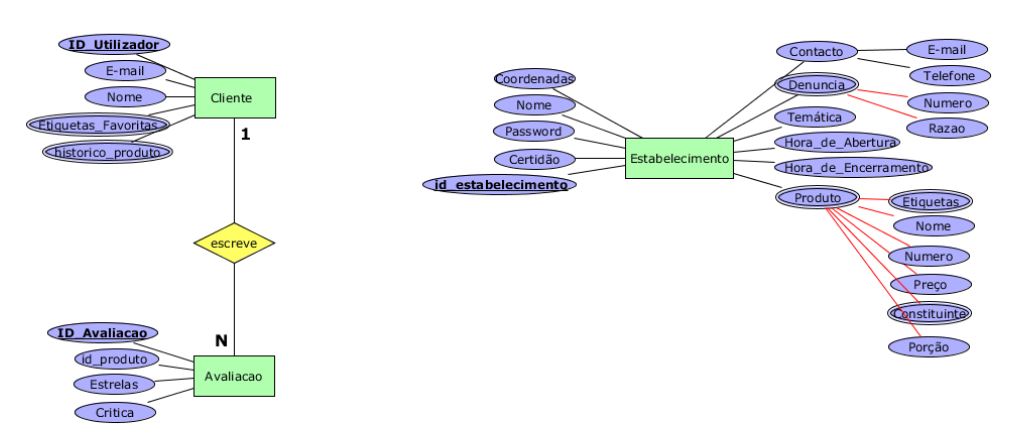 ID_Utilizador
E-mail
Nome
Etiquetas_Favoritas
historico_produto
Cliente
1
escreve
N
ID_Avaliacao
id_produto
Estrelas
Critica
Avaliacao
Coordenadas
Nome
Password
Certidão
id_estabelecimento
Estabelecimento
Contacto
E-mail
Telefone
Denuncia
Numero
Razao
Temática
Hora_de_Abertura
Hora_de_Encerramento
Produto
Etiquetas
Nome
Numero
Preço
Constituinte
Porção